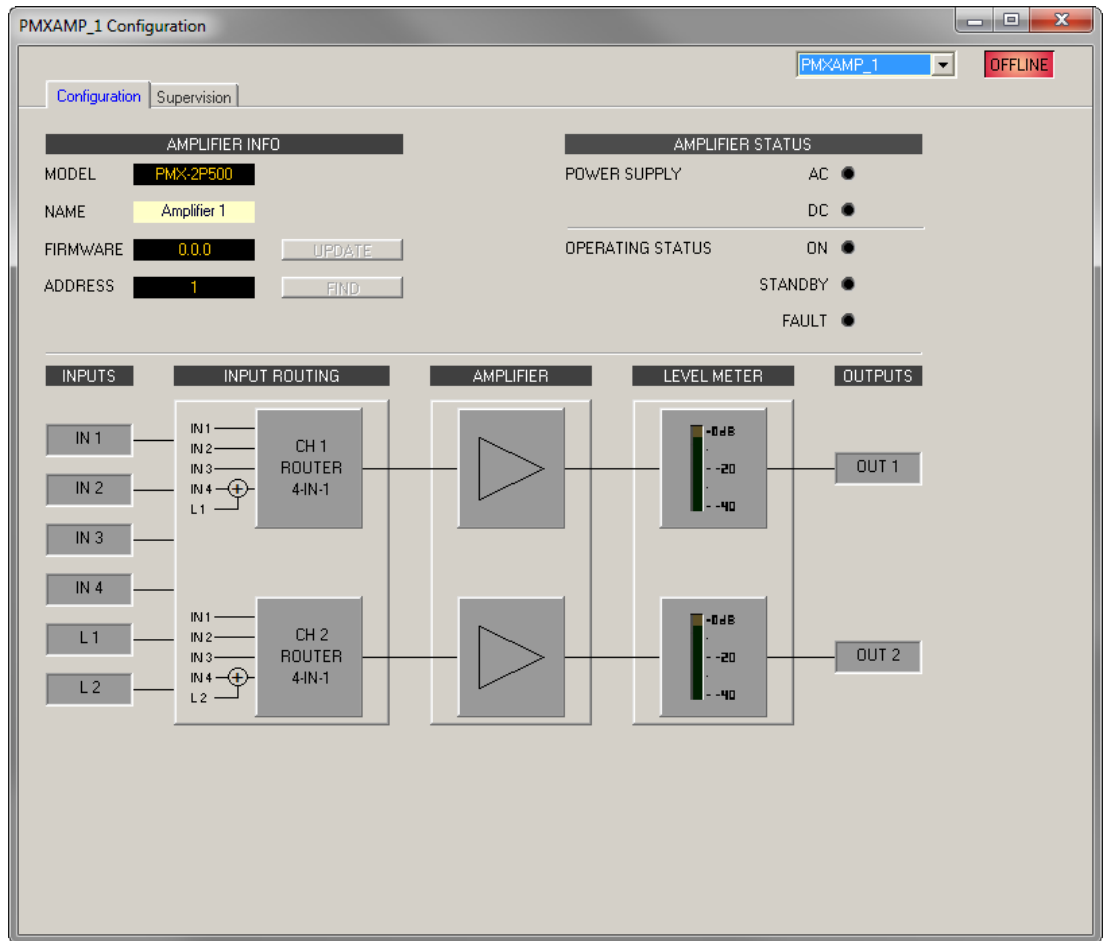 PMXAMP_1 Configuration
PMXAMP_1
OFFLINE
Configuration
Supervision
AMPLIFIER INFO
MODEL PMX-2P500
NAME Amplifier 1
FIRMWARE 0.0.0 UPDATE
ADDRESS 1 FIND
AMPLIFIER STATUS
POWER SUPPLY AC
DC
OPERATING STATUS ON
STANDBY
FAULT
INPUTS
INPUT ROUTING
AMPLIFIER
LEVEL METER
OUTPUTS
IN 1
IN 2
IN 3
IN 4
L 1
L 2
IN 1
IN 2
IN 3
IN 4
L 1
CH 1
ROUTER
4-IN-1
-0dB
-20
-40
OUT 1
IN 1
IN 2
IN 3
IN 4
L 2
CH 2
ROUTER
4-IN-1
-0dB
-20
-40
OUT 2